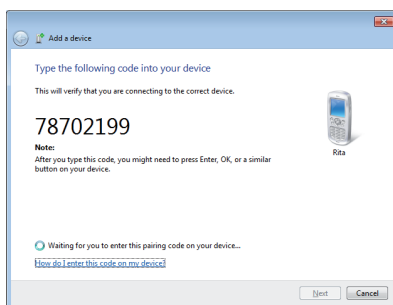 Add a device
Type the following code into your device
This will verify that you are connecting to the correct device.
78702199
Note:
After you type this code, you might need to press Enter, OK, or a similar
button on your device.
Rita
Waiting for you to enter this pairing code on your device...
How do I enter this code on my device?
Next
Cancel